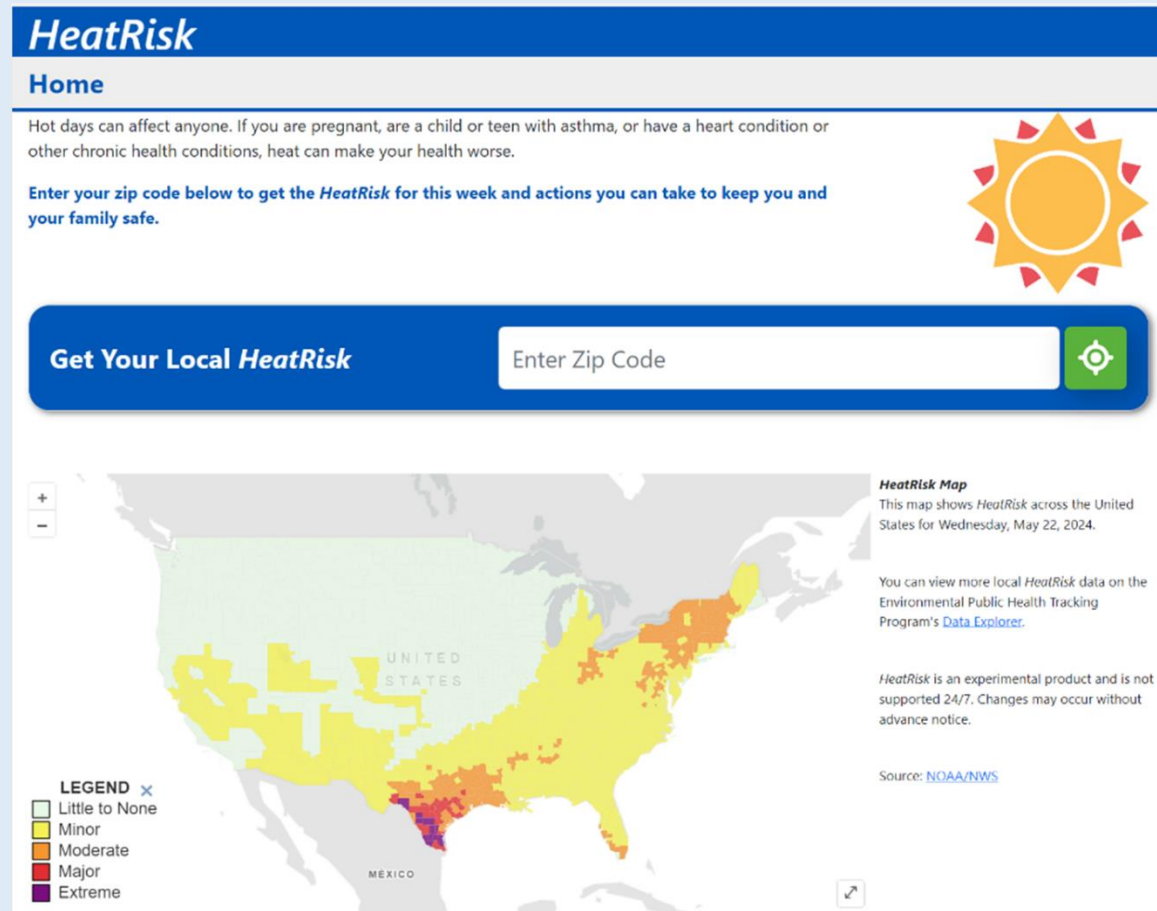 HeatRisk
Home
Hot days can affect anyone. If you are pregnant, are a child or teen with asthma, or have a heart condition or
other chronic health conditions, heat can make your health worse.
Enter your zip code below to get the HeatRisk for this week and actions you can take to keep you and
your family safe.
Get Your Local HeatRisk
Enter Zip Code
+
−
UNITED
STATES
MÉXICO
LEGEND ×
Little to None
Minor
Moderate
Major
Extreme
HeatRisk Map
This map shows HeatRisk across the United
States for Wednesday, May 22, 2024.
You can view more local HeatRisk data on the
Environmental Public Health Tracking
Program's Data Explorer.
HeatRisk is an experimental product and is not
supported 24/7. Changes may occur without
advance notice.
Source: NOAA/NWS